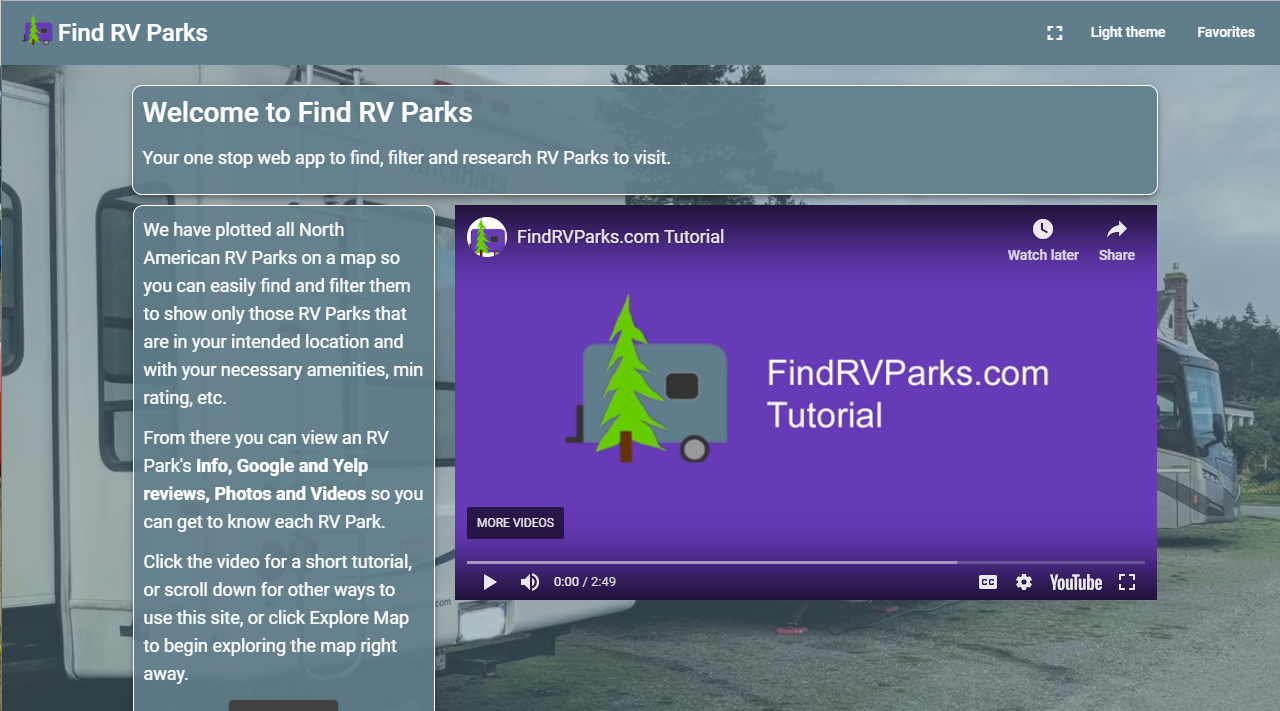 Find RV Parks
Light theme
Favorites
Welcome to Find RV Parks
Your one stop web app to find, filter and research RV Parks to visit.
HITCHHIKER
We have plotted all North
American RV Parks on a map so
you can easily find and filter them
to show only those RV Parks that
are in your intended location and
with your necessary amenities, min
rating, etc.
From there you can view an RV
Park's Info, Google and Yelp
reviews, Photos and Videos so you
can get to know each RV Park.
Click the video for a short tutorial,
or scroll down for other ways to
use this site, or click Explore Map
to begin exploring the map right
away.
.com
FindRVParks.com Tutorial
Watch later
Share
FindRVParks.com
Tutorial
MORE VIDEOS
0:00 / 2:49
CC
YouTube